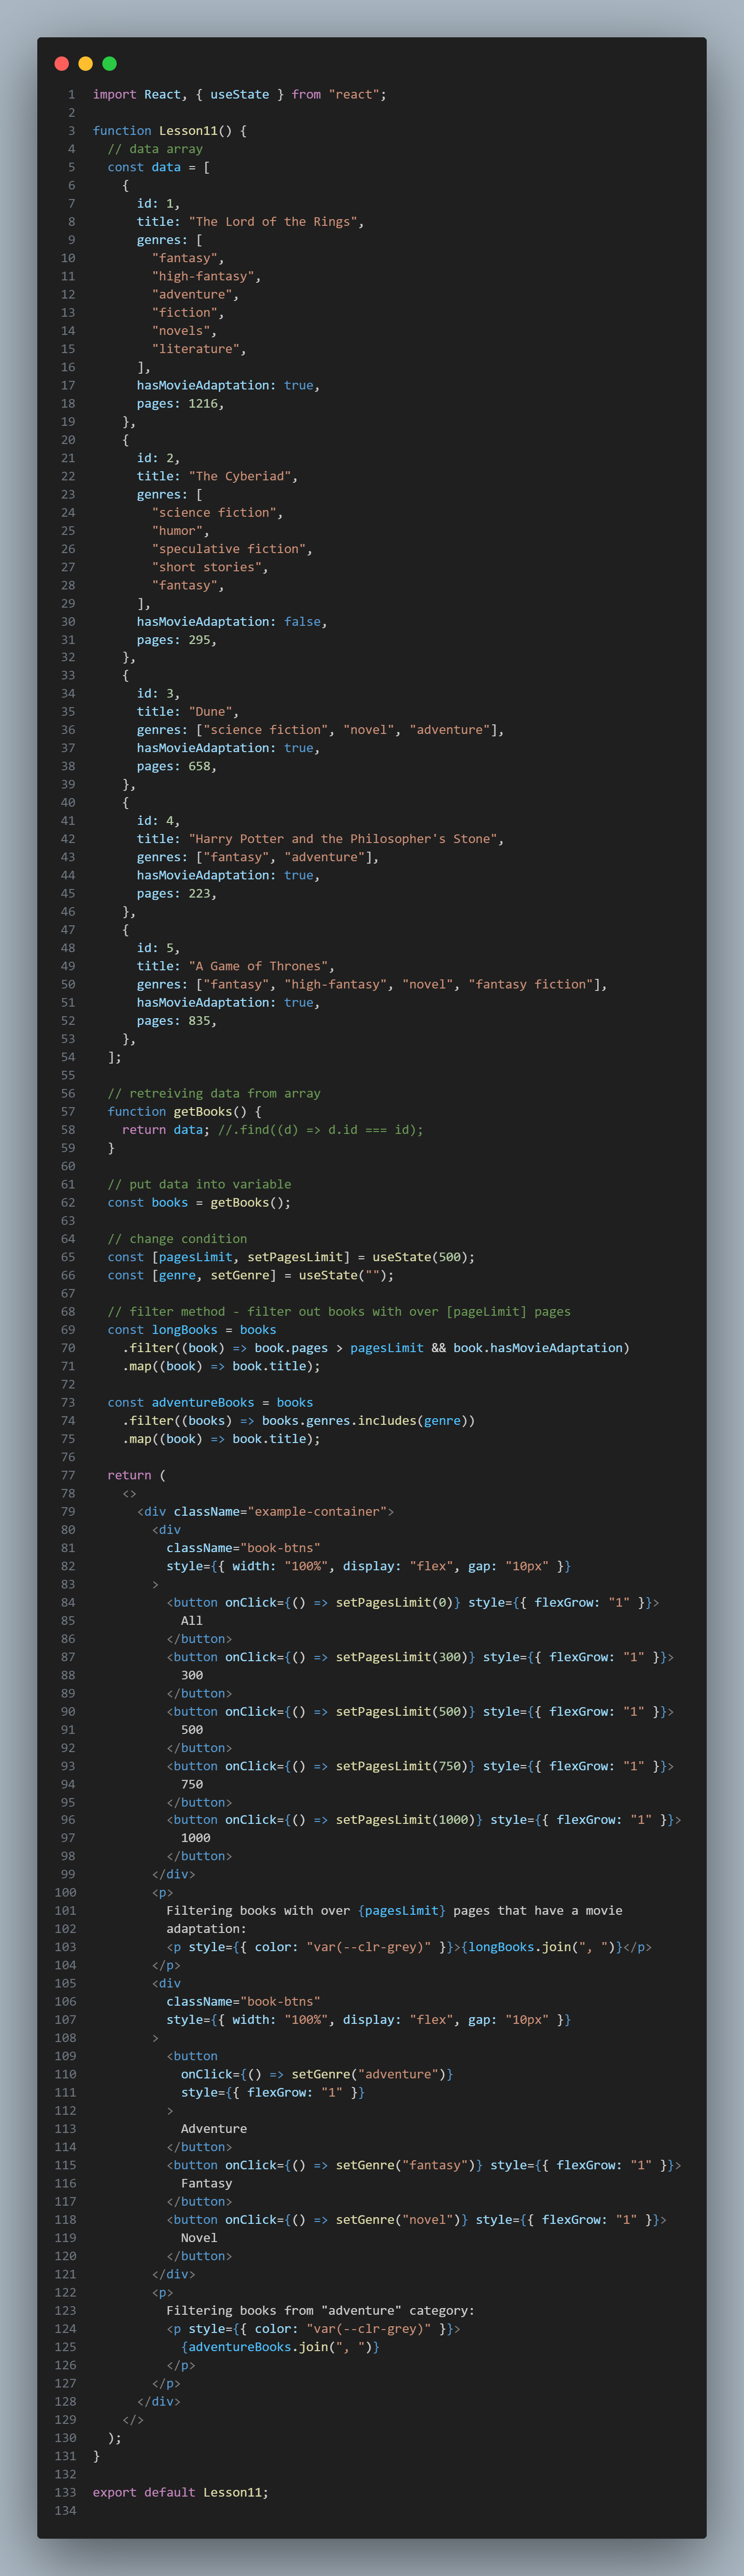 1 import React, { useState } from "react";
2
3 function Lesson11() {
4   // data array
5   const data = [
6     {
7       id: 1,
8       title: "The Lord of the Rings",
9       genres: [
10         "fantasy",
11         "high-fantasy",
12         "adventure",
13         "fiction",
14         "novels",
15         "literature",
16       ],
17       hasMovieAdaptation: true,
18       pages: 1216,
19     },
20     {
21       id: 2,
22       title: "The Cyberiad",
23       genres: [
24         "science fiction",
25         "humor",
26         "speculative fiction",
27         "short stories",
28         "fantasy",
29       ],
30       hasMovieAdaptation: false,
31       pages: 295,
32     },
33     {
34       id: 3,
35       title: "Dune",
36       genres: ["science fiction", "novel", "adventure"],
37       hasMovieAdaptation: true,
38       pages: 658,
39     },
40     {
41       id: 4,
42       title: "Harry Potter and the Philosopher's Stone",
43       genres: ["fantasy", "adventure"],
44       hasMovieAdaptation: true,
45       pages: 223,
46     },
47     {
48       id: 5,
49       title: "A Game of Thrones",
50       genres: ["fantasy", "high-fantasy", "novel", "fantasy fiction"],
51       hasMovieAdaptation: true,
52       pages: 835,
53     },
54   ];
55
56   // retreiving data from array
57   function getBooks() {
58     return data; //.find((d) => d.id === id);
59   }
60
61   // put data into variable
62   const books = getBooks();
63
64   // change condition
65   const [pagesLimit, setPagesLimit] = useState(500);
66   const [genre, setGenre] = useState("");
67
68   // filter method - filter out books with over [pageLimit] pages
69   const longBooks = books
70     .filter((book) => book.pages > pagesLimit && book.hasMovieAdaptation)
71     .map((book) => book.title);
72
73   const adventureBooks = books
74     .filter((books) => books.genres.includes(genre))
75     .map((book) => book.title);
76
77   return (
78     <>
79       <div className="example-container">
80         <div
81           className="book-btns"
82           style={{ width: "100%", display: "flex", gap: "10px" }}
83         >
84           <button onClick={() => setPagesLimit(0)} style={{ flexGrow: "1" }}>
85             All
86           </button>
87           <button onClick={() => setPagesLimit(300)} style={{ flexGrow: "1" }}>
88             300
89           </button>
90           <button onClick={() => setPagesLimit(500)} style={{ flexGrow: "1" }}>
91             500
92           </button>
93           <button onClick={() => setPagesLimit(750)} style={{ flexGrow: "1" }}>
94             750
95           </button>
96           <button onClick={() => setPagesLimit(1000)} style={{ flexGrow: "1" }}>
97             1000
98           </button>
99         </div>
100         <p>
101           Filtering books with over {pagesLimit} pages that have a movie
102           adaptation:
103           <p style={{ color: "var(--clr-grey)" }}>{longBooks.join(", ")}</p>
104         </p>
105         <div
106           className="book-btns"
107           style={{ width: "100%", display: "flex", gap: "10px" }}
108         >
109           <button
110             onClick={() => setGenre("adventure")}
111             style={{ flexGrow: "1" }}
112           >
113             Adventure
114           </button>
115           <button onClick={() => setGenre("fantasy")} style={{ flexGrow: "1" }}>
116             Fantasy
117           </button>
118           <button onClick={() => setGenre("novel")} style={{ flexGrow: "1" }}>
119             Novel
120           </button>
121         </div>
122         <p>
123           Filtering books from "adventure" category:
124           <p style={{ color: "var(--clr-grey)" }}>
125             {adventureBooks.join(", ")}
126           </p>
127         </p>
128       </div>
129     </>
130   );
131 }
132
133 export default Lesson11;
134